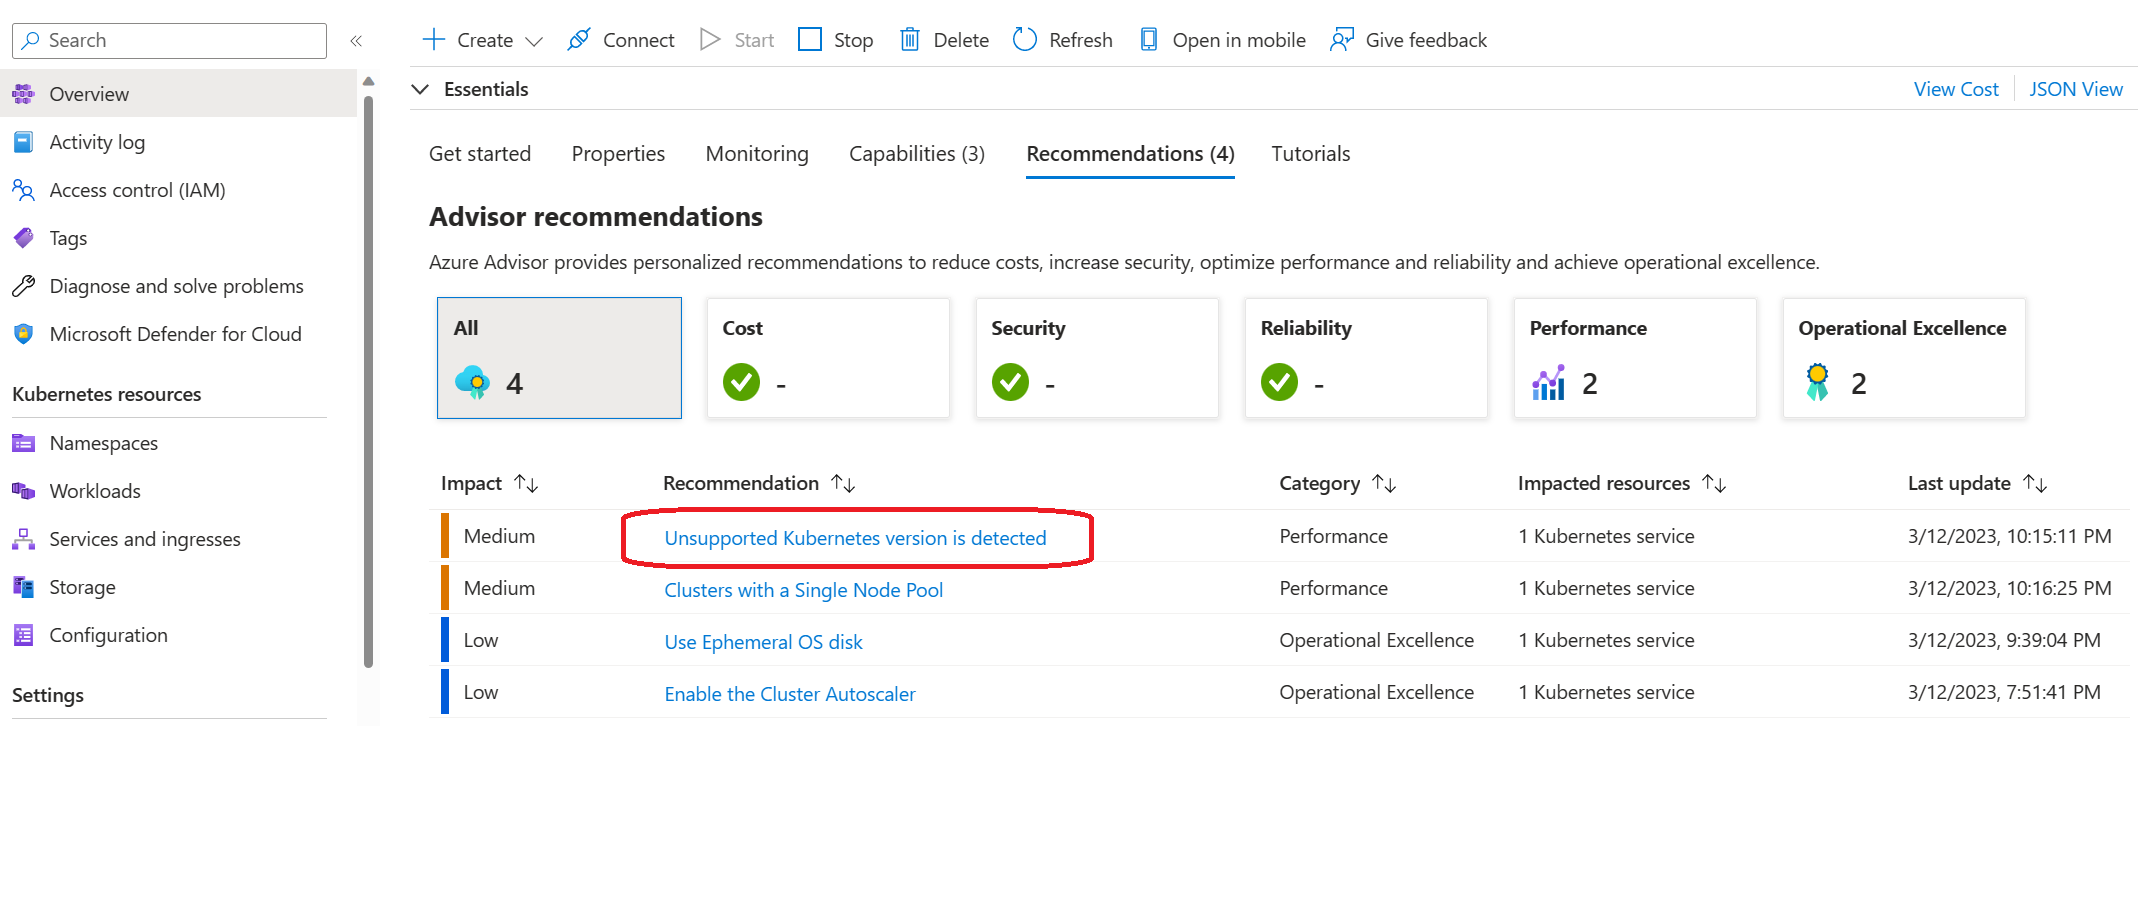 Search
Overview
Activity log
Access control (IAM)
Tags
Diagnose and solve problems
Microsoft Defender for Cloud
Kubernetes resources
Namespaces
Workloads
Services and ingresses
Storage
Configuration
Settings
Create Connect Start Stop Delete Refresh Open in mobile Give feedback
Essentials View Cost JSON View
Get started Properties Monitoring Capabilities (3) Recommendations (4) Tutorials
Advisor recommendations
Azure Advisor provides personalized recommendations to reduce costs, increase security, optimize performance and reliability and achieve operational excellence.
All Cost Security Reliability Performance Operational Excellence
4 - - - 2 2
Impact Recommendation Category Impacted resources Last update
Medium Unsupported Kubernetes version is detected Performance 1 Kubernetes service 3/12/2023, 10:15:11 PM
Medium Clusters with a Single Node Pool Performance 1 Kubernetes service 3/12/2023, 10:16:25 PM
Low Use Ephemeral OS disk Operational Excellence 1 Kubernetes service 3/12/2023, 9:39:04 PM
Low Enable the Cluster Autoscaler Operational Excellence 1 Kubernetes service 3/12/2023, 7:51:41 PM